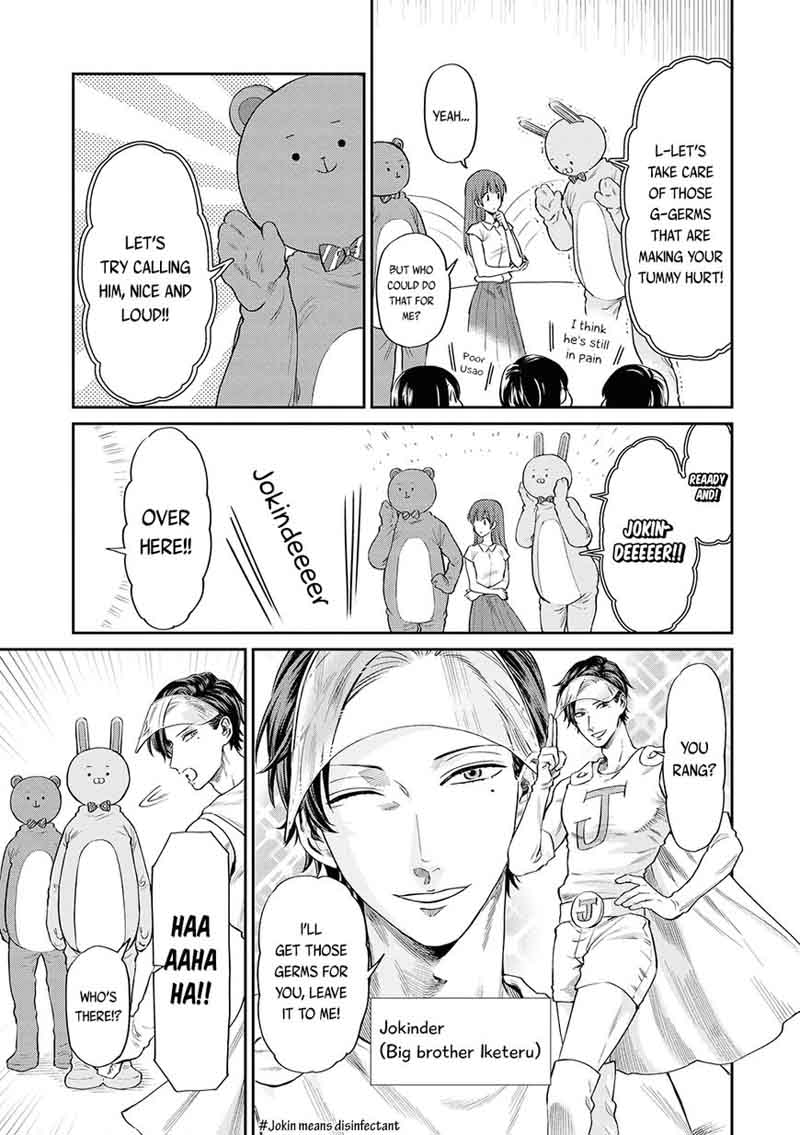 L-LET'S
TAKE CARE
OF THOSE
G-GERMS
THAT ARE
MAKING YOUR
TUMMY HURT!
YEAH...
BUT WHO
COULD DO
THAT FOR
ME?
I think
he's still
in pain
Poor
Usao
LET'S
TRY CALLING
HIM, NICE AND
LOUD!!
REAADY
AND!
JOKIN-
DEEEEER!!
Jokindeeeer
OVER
HERE!!
YOU
RANG?
J
J
I'LL
GET THOSE
GERMS FOR
YOU, LEAVE
IT TO ME!
Jokinder
(Big brother Iketeru)
#Jokin means disinfectant
HAA
AAHA
HA!!
WHO'S
THERE!?